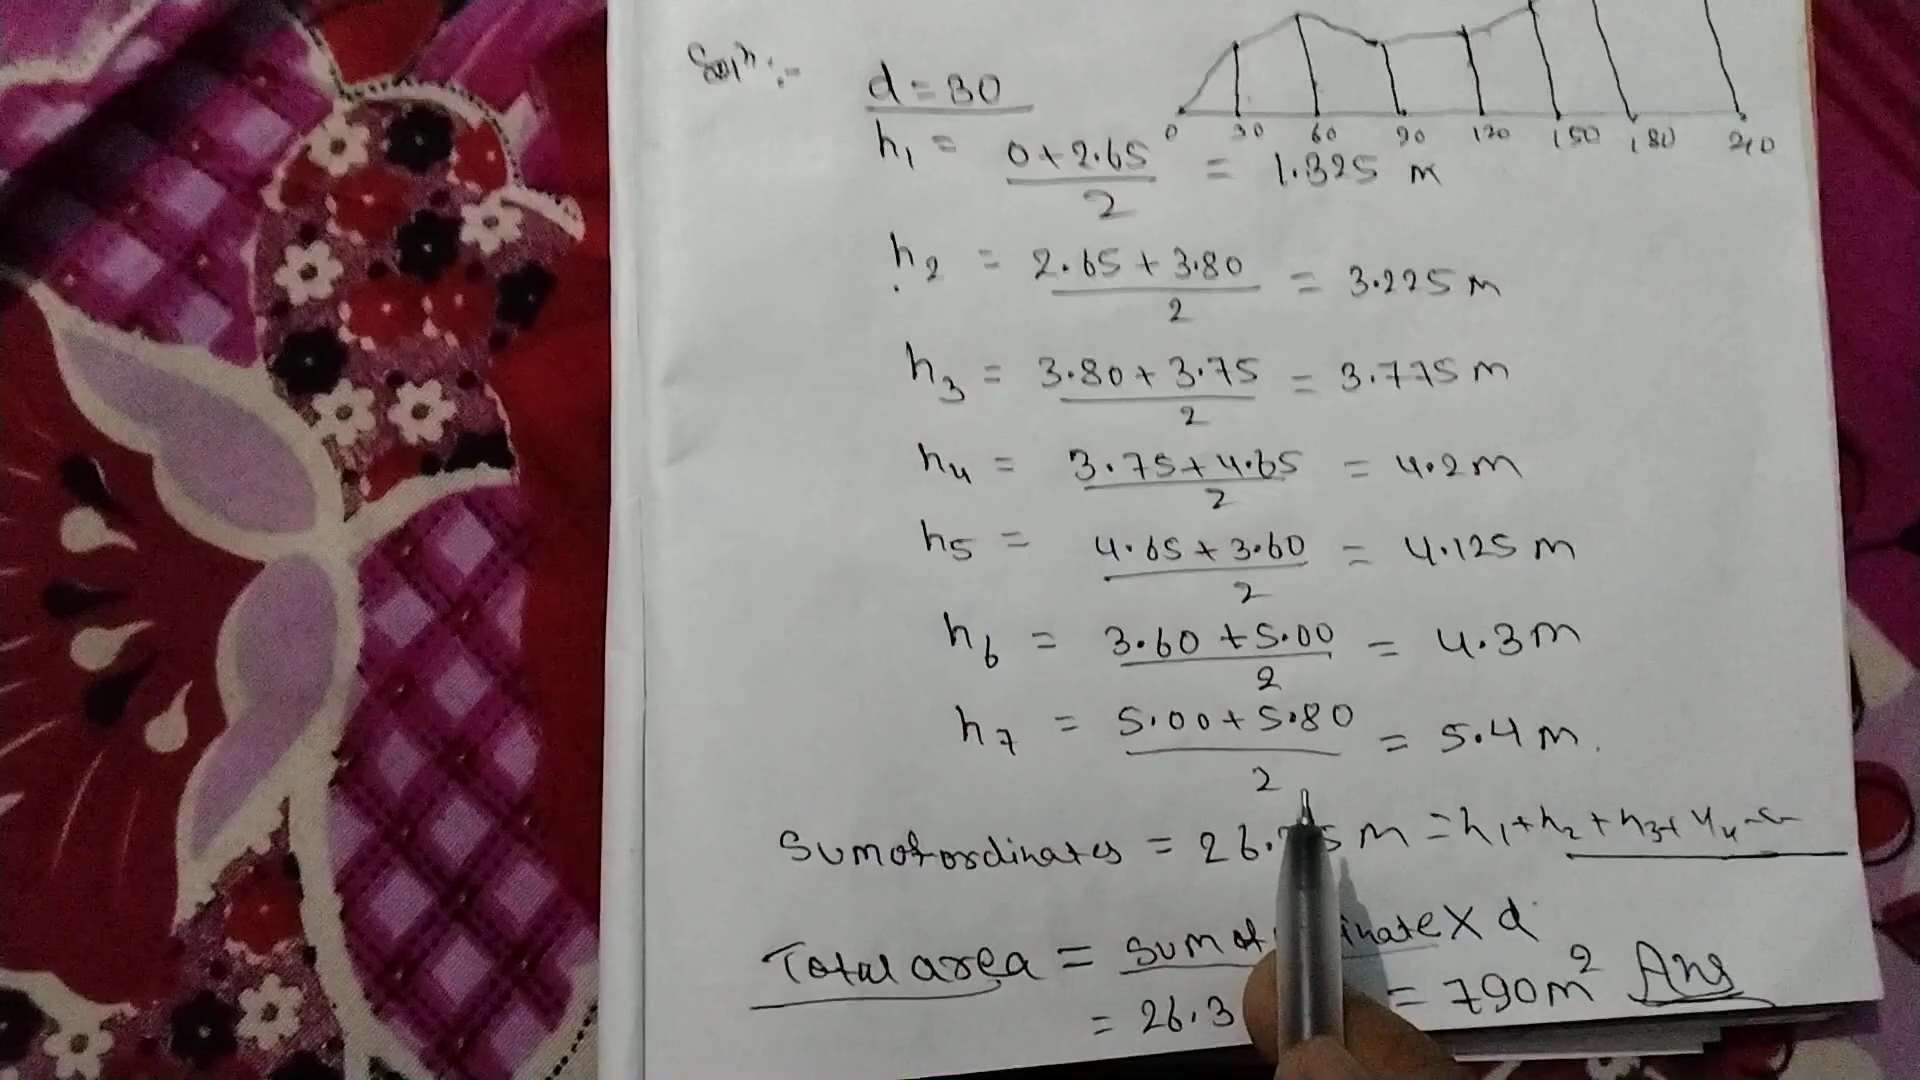 Solⁿ :-
d = 30
0 30 60 90 120 150 180 210
h₁ = 0+2.65 / 2 = 1.325 m
h₂ = 2.65 + 3.80 / 2 = 3.225 m
h₃ = 3.80 + 3.75 / 2 = 3.775 m
h₄ = 3.75 + 4.65 / 2 = 4.2 m
h₅ = 4.65 + 3.60 / 2 = 4.125 m
h₆ = 3.60 + 5.00 / 2 = 4.3 m
h₇ = 5.00 + 5.80 / 2 = 5.4 m.
Sum of ordinates = m = h₁ + h₂ + h₃ +
Total area = sum of X d
= 26.3 = 790 m² Ans